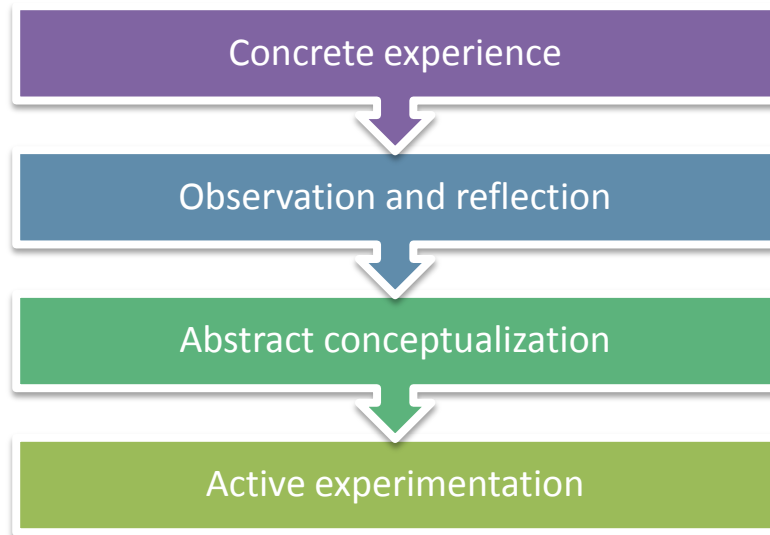 Concrete experience
Observation and reflection
Abstract conceptualization
Active experimentation